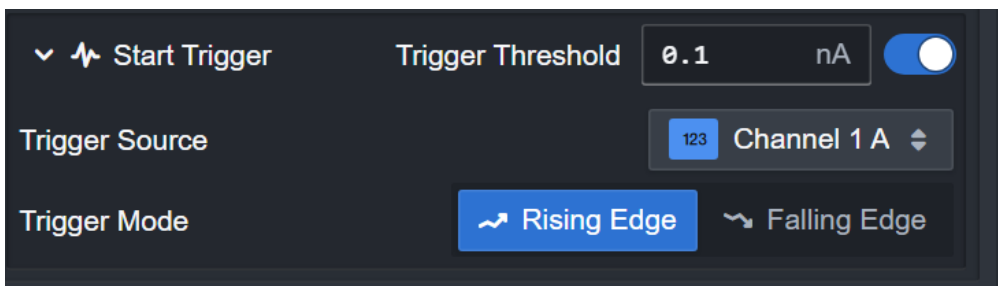 Start Trigger Trigger Threshold 0.1 nA
Trigger Source 123 Channel 1 A
Trigger Mode Rising Edge Falling Edge